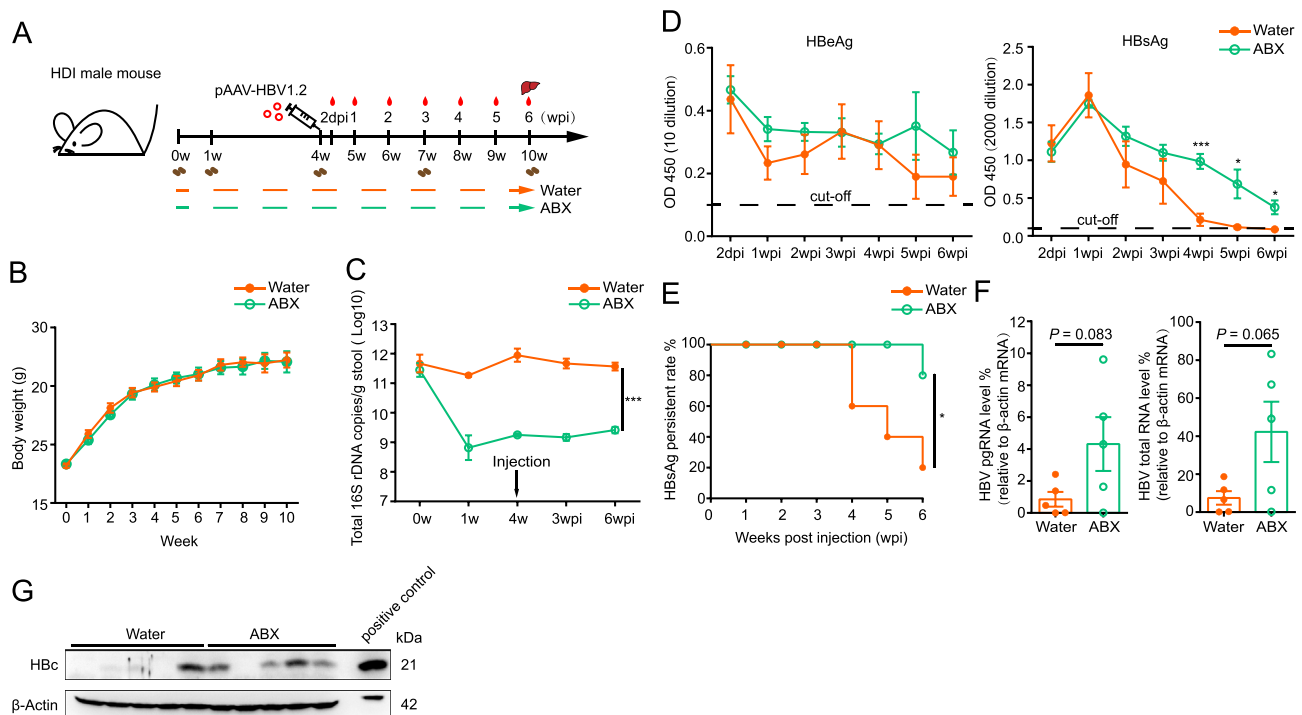 A
HDI male mouse
pAAV-HBV1.2
2dpi 1 2 3 4 5 6 (wpi)
0w 1w 4w 5w 6w 7w 8w 9w 10w
Water
ABX
B
Water
ABX
Body weight (g)
30
20
25
15
0 1 2 3 4 5 6 7 8 9 10
Week
C
Water
ABX
Total 16S rDNA copies/g stool ( Log10)
13
12
11
10
9
8
7
***
Injection
0w 1w 4w 3wpi 6wpi
D
Water
ABX
HBeAg
OD 450 (10 dilution)
0.6
0.4
0.2
0.0
cut-off
2dpi 1wpi 2wpi 3wpi 4wpi 5wpi 6wpi
HBsAg
OD 450 (2000 dilution)
2.5
2.0
1.5
1.0
0.5
0.0
***
*
*
cut-off
2dpi 1wpi 2wpi 3wpi 4wpi 5wpi 6wpi
E
Water
ABX
HBsAg persistent rate %
100
80
60
40
20
0
*
0 1 2 3 4 5 6
Weeks post injection (wpi)
F
HBV pgRNA level %
(relative to β-actin mRNA)
12
10
8
6
4
2
0
P = 0.083
Water ABX
HBV total RNA level %
(relative to β-actin mRNA)
100
80
60
40
20
0
P = 0.065
Water ABX
G
Water ABX positive control kDa
HBc 21
β-Actin 42